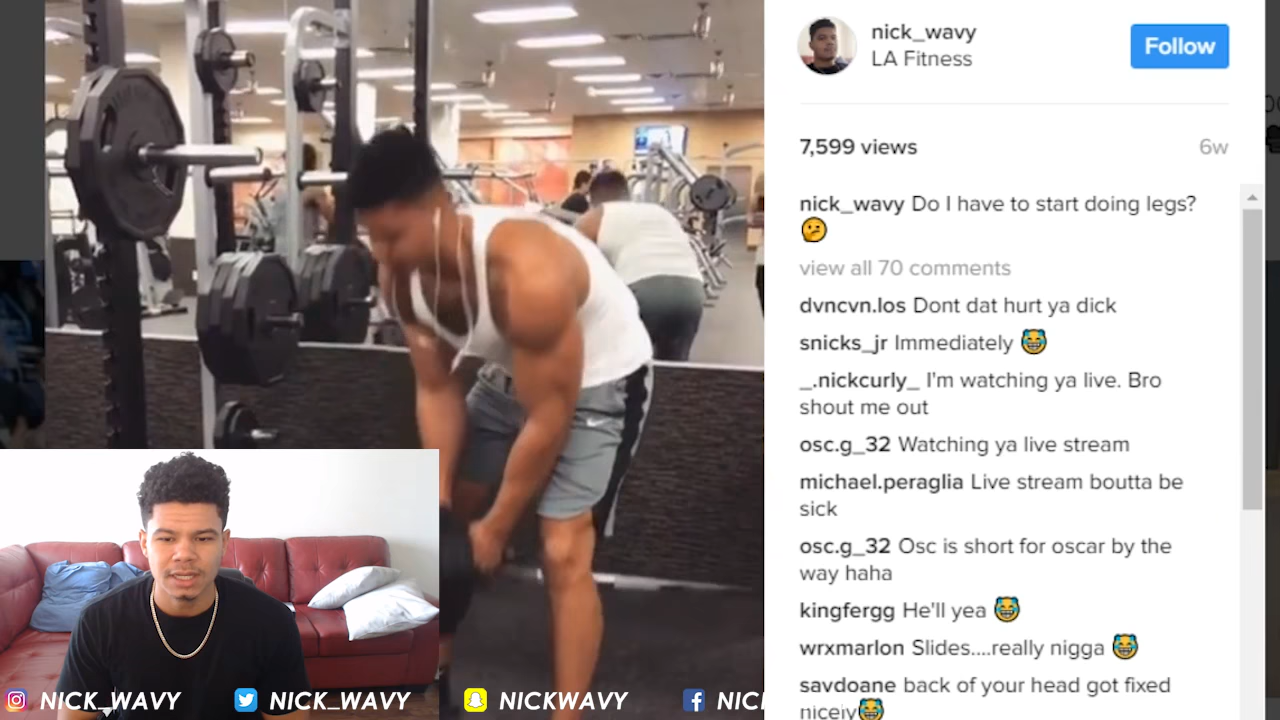 nick_wavy
LA Fitness
Follow
7,599 views
6w
nick_wavy Do I have to start doing legs?
view all 70 comments
dvncvn.los Dont dat hurt ya dick
snicks_jr Immediately
_.nickcurly_ I'm watching ya live. Bro
shout me out
osc.g_32 Watching ya live stream
michael.peraglia Live stream boutta be
sick
osc.g_32 Osc is short for oscar by the
way haha
kingfergg He'll yea
wrxmarlon Slides....really nigga
savdoane back of your head got fixed
niceiy
NICK_WAVY
NICK_WAVY
NICKWAVY
NIC